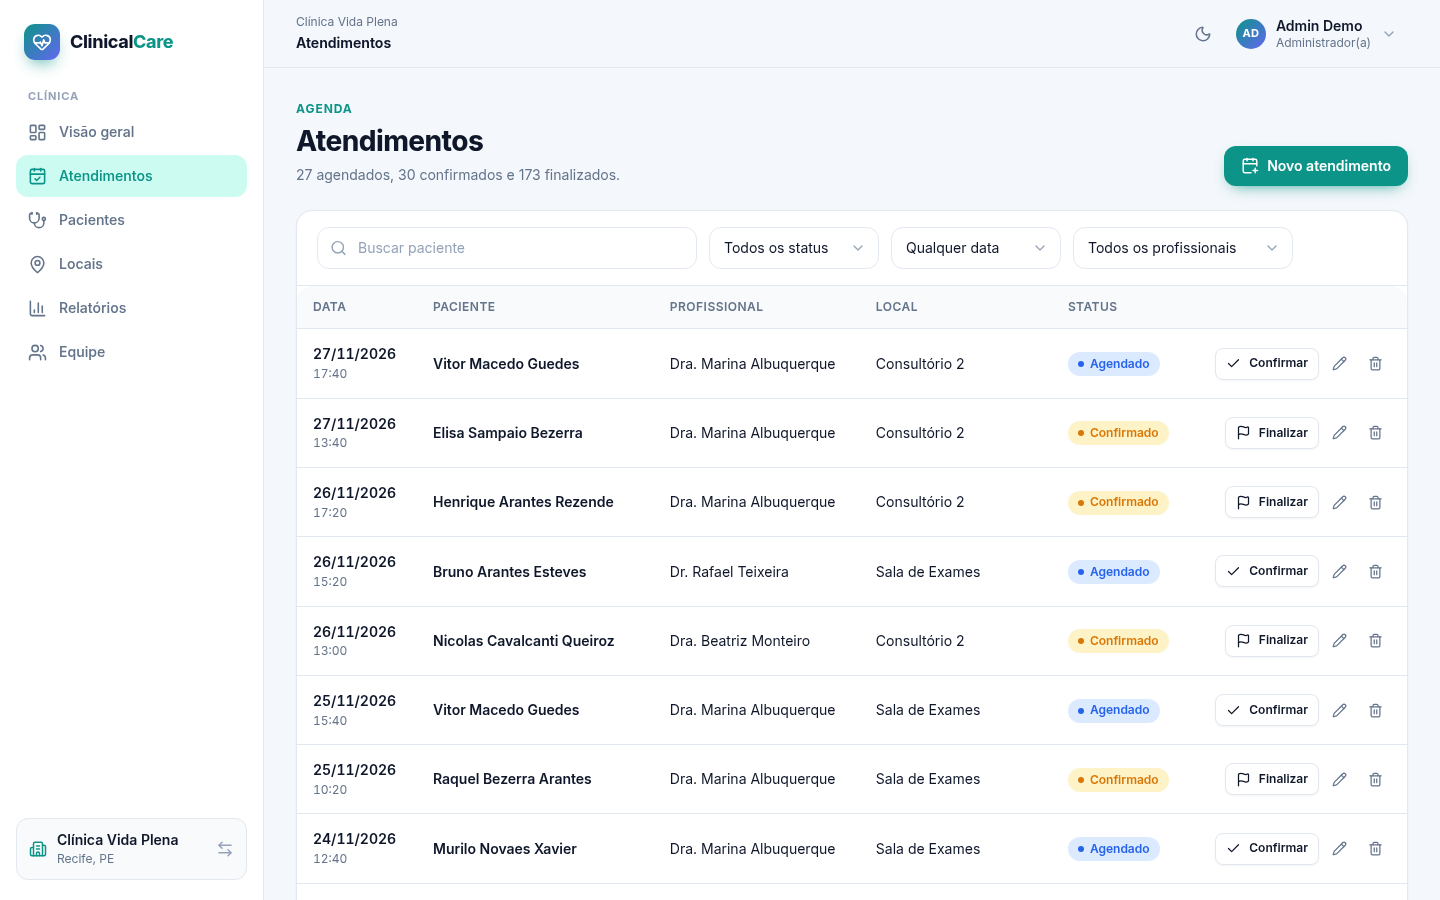 ClinicalCare
CLÍNICA
Visão geral
Atendimentos
Pacientes
Locais
Relatórios
Equipe
Clínica Vida Plena
Recife, PE
Clínica Vida Plena
Atendimentos
AD
Admin Demo
Administrador(a)
AGENDA
Atendimentos
27 agendados, 30 confirmados e 173 finalizados.
Novo atendimento
Buscar paciente
Todos os status
Qualquer data
Todos os profissionais
DATA PACIENTE PROFISSIONAL LOCAL STATUS
27/11/2026 17:40 Vitor Macedo Guedes Dra. Marina Albuquerque Consultório 2 Agendado Confirmar
27/11/2026 13:40 Elisa Sampaio Bezerra Dra. Marina Albuquerque Consultório 2 Confirmado Finalizar
26/11/2026 17:20 Henrique Arantes Rezende Dra. Marina Albuquerque Consultório 2 Confirmado Finalizar
26/11/2026 15:20 Bruno Arantes Esteves Dr. Rafael Teixeira Sala de Exames Agendado Confirmar
26/11/2026 13:00 Nicolas Cavalcanti Queiroz Dra. Beatriz Monteiro Consultório 2 Confirmado Finalizar
25/11/2026 15:40 Vitor Macedo Guedes Dra. Marina Albuquerque Sala de Exames Agendado Confirmar
25/11/2026 10:20 Raquel Bezerra Arantes Dra. Marina Albuquerque Sala de Exames Confirmado Finalizar
24/11/2026 12:40 Murilo Novaes Xavier Dra. Marina Albuquerque Sala de Exames Agendado Confirmar